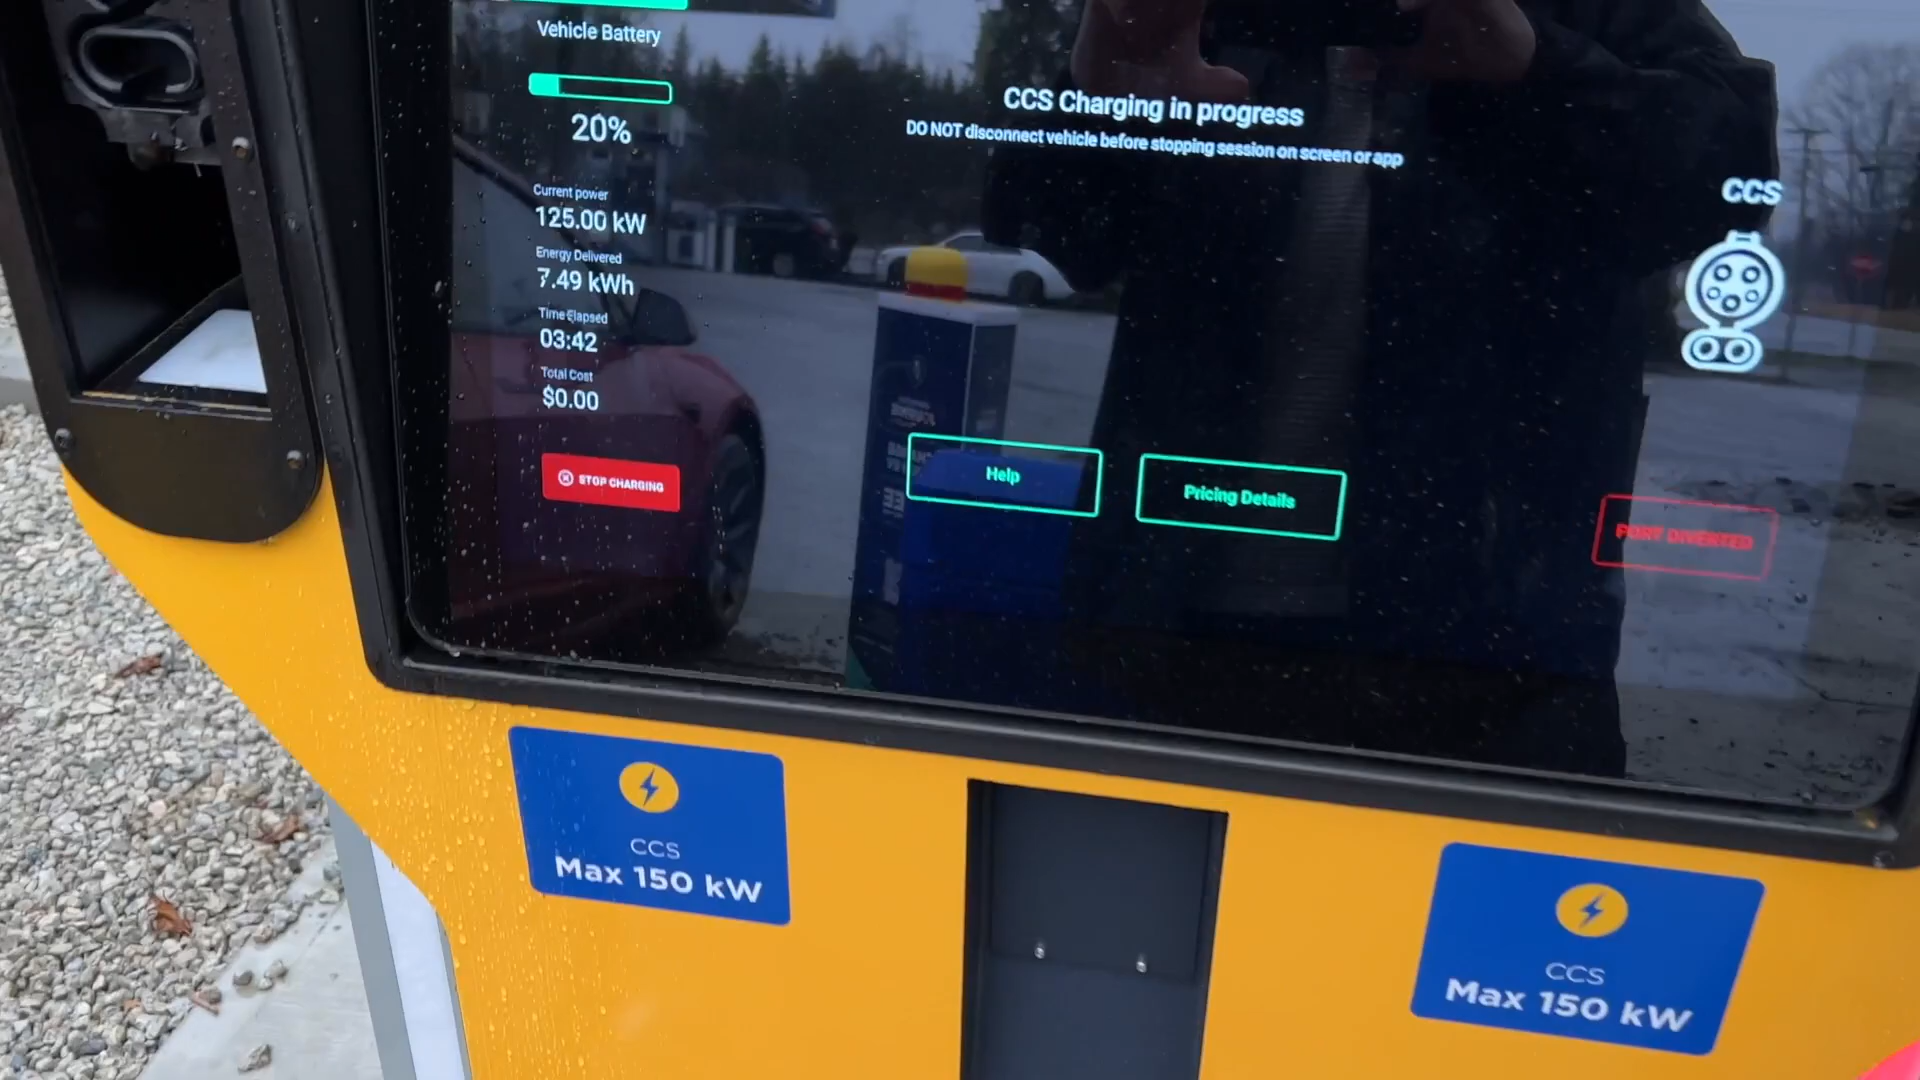 Vehicle Battery
20%
Current power
125.00 kW
Energy Delivered
7.49 kWh
Time Elapsed
03:42
Total Cost
$0.00
STOP CHARGING
CCS Charging in progress
DO NOT disconnect vehicle before stopping session on screen or app
Help
Pricing Details
CCS
PORT DIVERTED
CCS
Max 150 kW
CCS
Max 150 kW